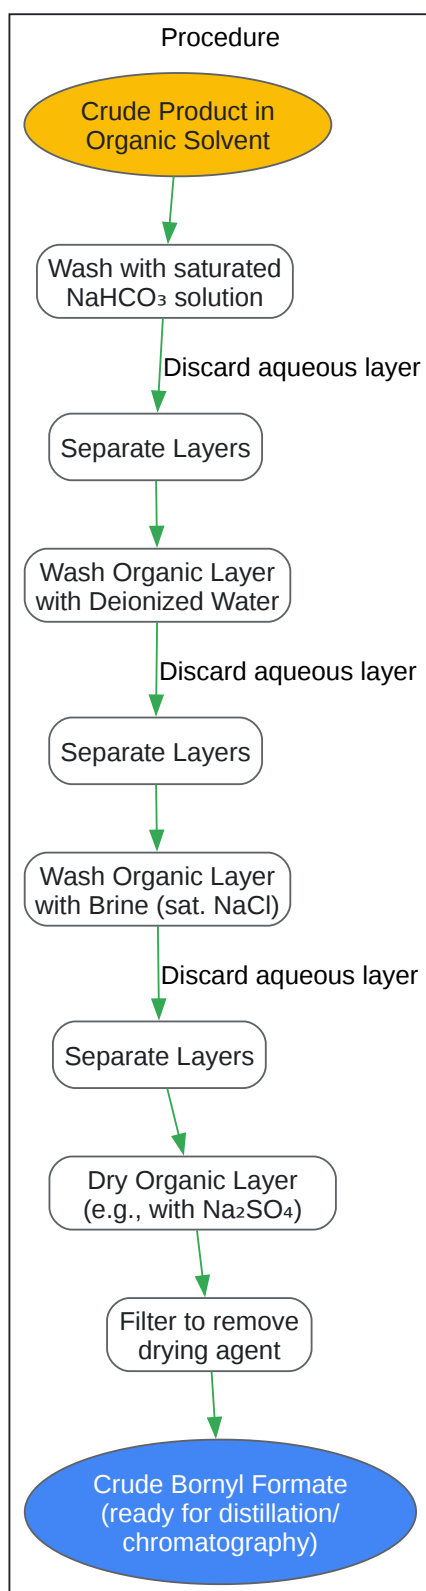 Procedure
Crude Product in
Organic Solvent
Wash with saturated
NaHCO₃ solution
Discard aqueous layer
Separate Layers
Wash Organic Layer
with Deionized Water
Discard aqueous layer
Separate Layers
Wash Organic Layer
with Brine (sat. NaCl)
Discard aqueous layer
Separate Layers
Dry Organic Layer
(e.g., with Na₂SO₄)
Filter to remove
drying agent
Crude Bornyl Formate
(ready for distillation/
chromatography)